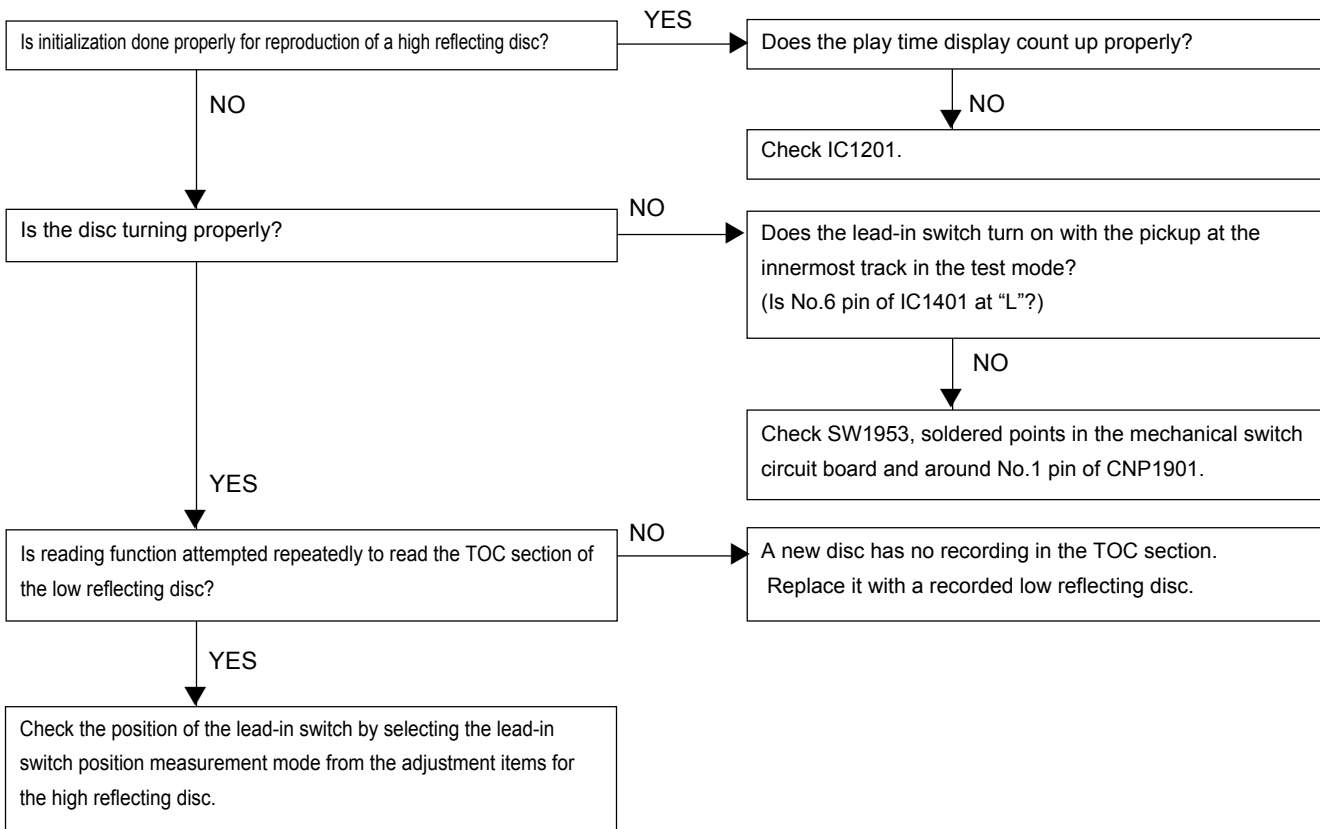 Is initialization done properly for reproduction of a high reflecting disc?
YES
Does the play time display count up properly?
NO
NO
Check IC1201.
Is the disc turning properly?
NO
Does the lead-in switch turn on with the pickup at the
innermost track in the test mode?
(Is No.6 pin of IC1401 at “L”?)
NO
Check SW1953, soldered points in the mechanical switch
circuit board and around No.1 pin of CNP1901.
YES
Is reading function attempted repeatedly to read the TOC section of
the low reflecting disc?
NO
A new disc has no recording in the TOC section.
Replace it with a recorded low reflecting disc.
YES
Check the position of the lead-in switch by selecting the lead-in
switch position measurement mode from the adjustment items for
the high reflecting disc.